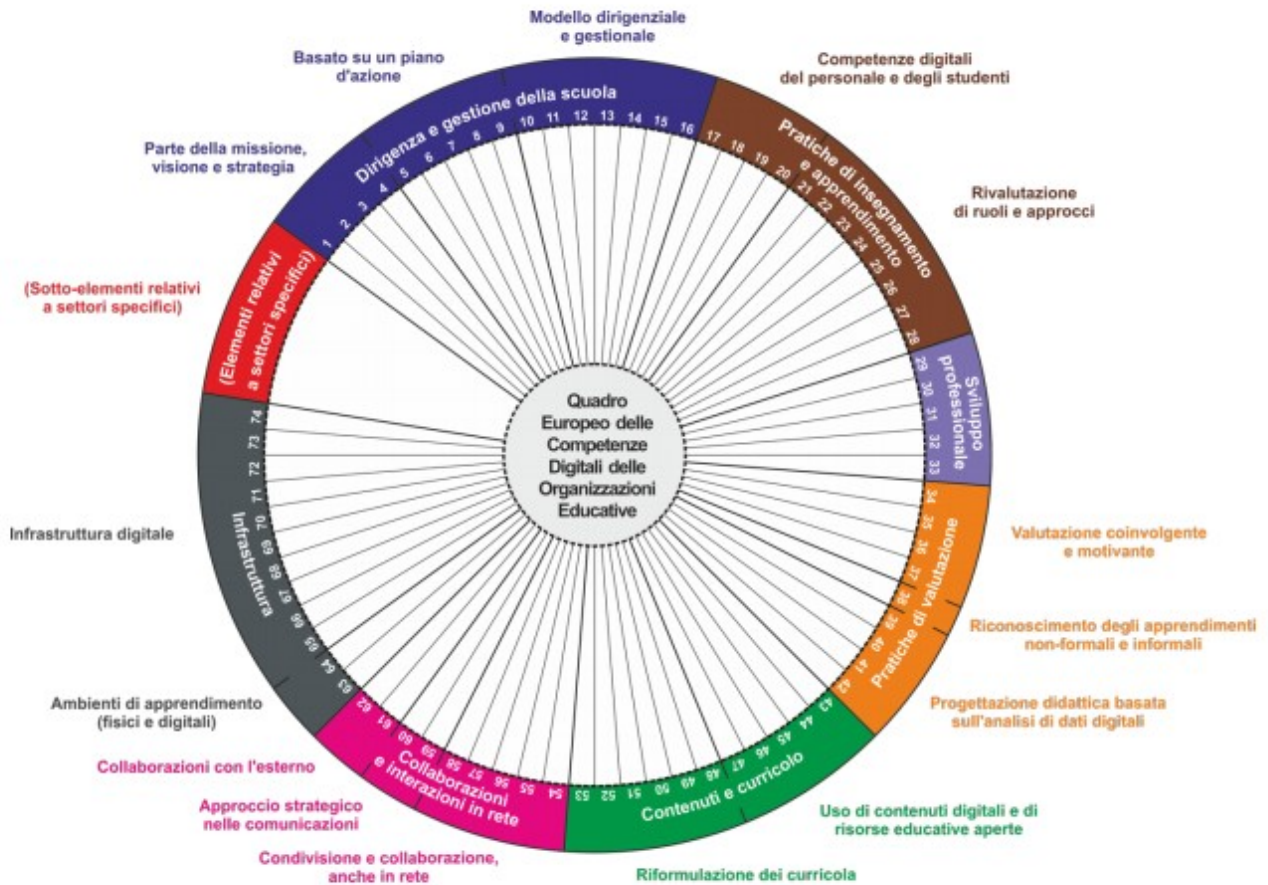 Modello dirigenziale
e gestionale
Basato su un piano
d'azione
Competenze digitali
del personale e degli studenti
Parte della missione,
visione e strategia
Rivalutazione
di ruoli e approcci
(Sotto-elementi relativi
a settori specifici)
Dirigenza e gestione della scuola
1 2 3 4 5 6 7 8 9 10 11 12 13 14 15 16
Pratiche di insegnamento
e apprendimento
17 18 19 20 21 22 23 24 25 26 27 28
Sviluppo
professionale
29 30 31 32 33
Pratiche di valutazione
34 35 36 37 38 39 40 41 42
Contenuti e curricolo
43 44 45 46 47 48 49 50 51 52 53
Collaborazioni
e interazioni in rete
54 55 56 57 58 59 60 61 62
Infrastruttura
63 64 65 66 67 68 69 70 71 72 73 74
(Elementi relativi
a settori specifici)
Quadro
Europeo delle
Competenze
Digitali delle
Organizzazioni
Educative
Valutazione coinvolgente
e motivante
Riconoscimento degli apprendimenti
non-formali e informali
Progettazione didattica basata
sull'analisi di dati digitali
Uso di contenuti digitali e di
risorse educative aperte
Riformulazione dei curricola
Condivisione e collaborazione,
anche in rete
Approccio strategico
nelle comunicazioni
Collaborazioni con l'esterno
Ambienti di apprendimento
(fisici e digitali)
Infrastruttura digitale